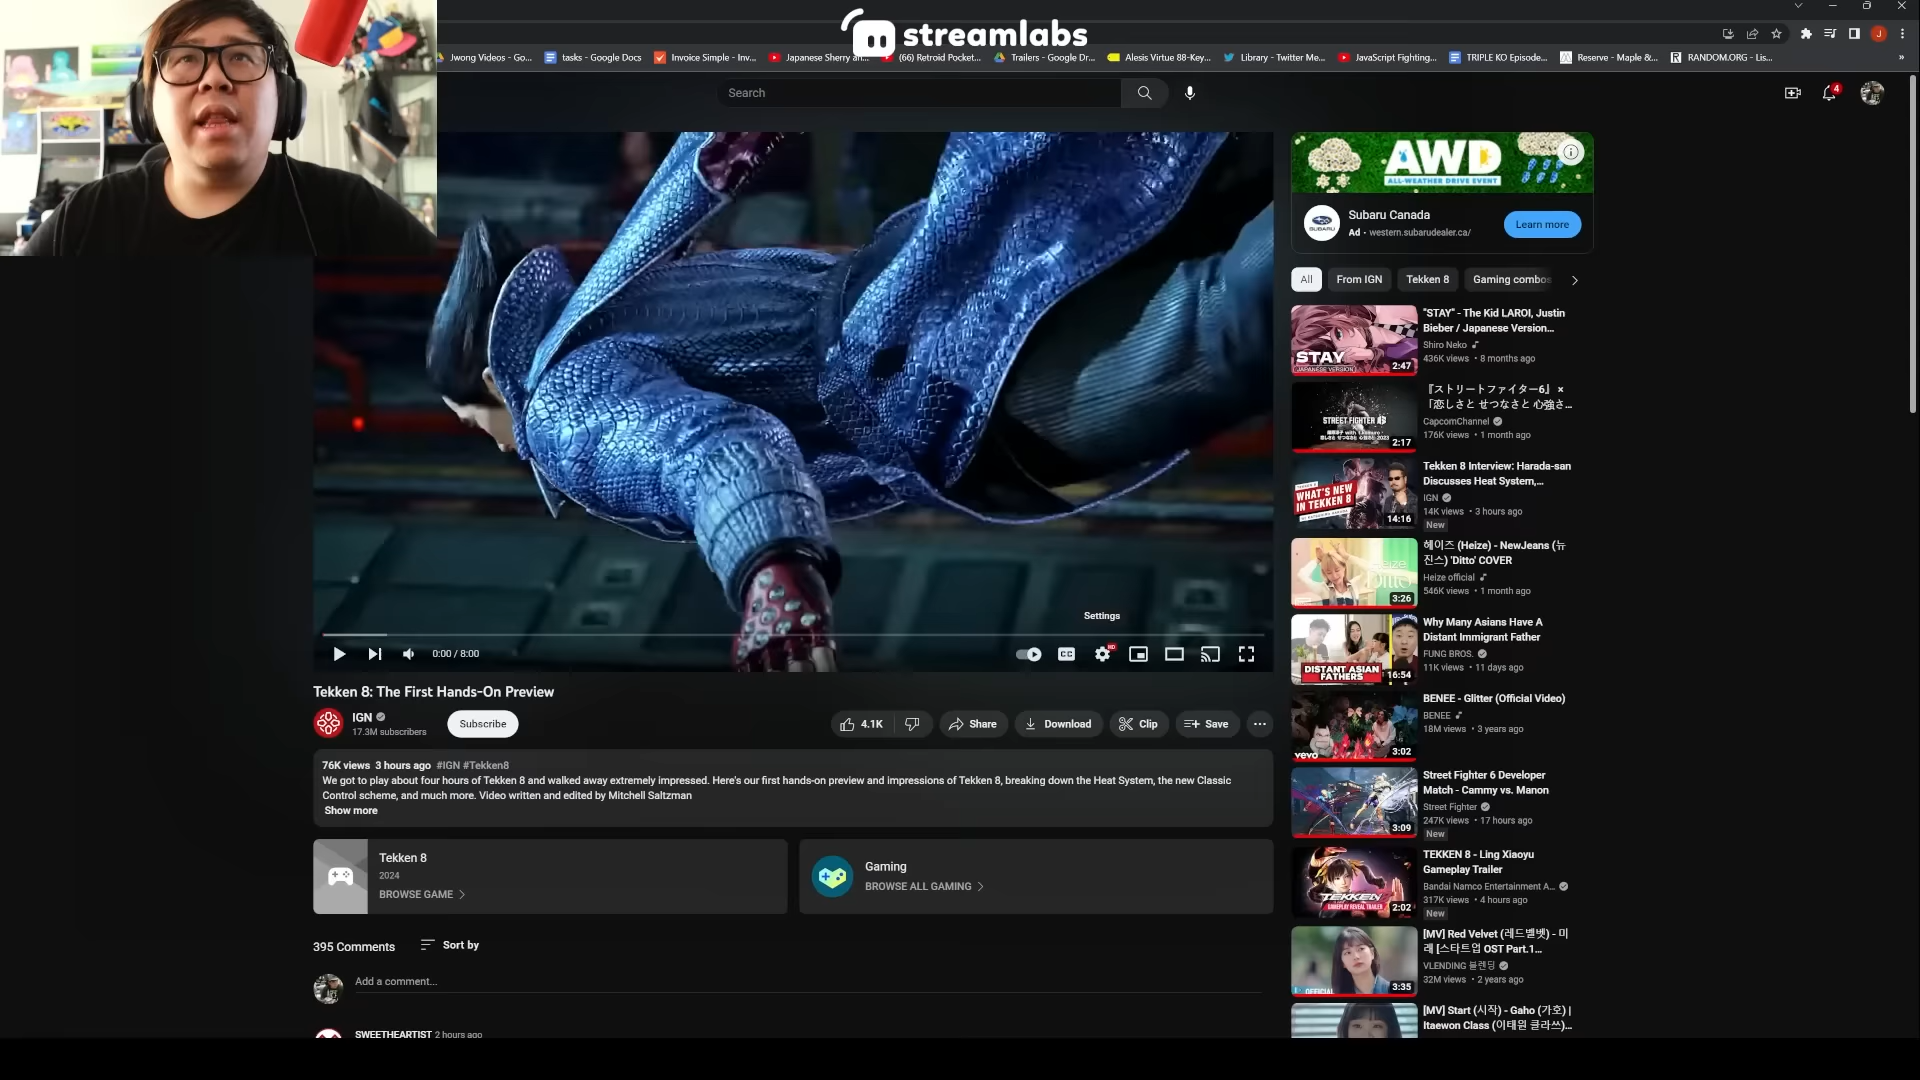 streamlabs
Jwong Videos - Go...
tasks - Google Docs
Invoice Simple - Inv...
Japanese Sherry an...
(66) Retroid Pocket...
Trailers - Google Dr...
Alesis Virtue 88-Key...
Library - Twitter Me...
JavaScript Fighting...
TRIPLE KO Episode...
Reserve - Maple &...
RANDOM.ORG - Lis...
»
J
Search
4
AWD
ALL-WEATHER DRIVE EVENT
SUBARU
Subaru Canada
Ad · western.subarudealer.ca/
Learn more
All
From IGN
Tekken 8
Gaming combos
STAY
JAPANESE VERSION
2:47
"STAY" - The Kid LAROI, Justin
Bieber / Japanese Version...
Shiro Neko
436K views • 8 months ago
STREET FIGHTER 6
2:17
『ストリートファイター6』 ×
「恋しさと せつなさと 心強さ...
CapcomChannel
176K views • 1 month ago
WHAT'S NEW
IN TEKKEN 8
14:16
Tekken 8 Interview: Harada-san
Discusses Heat System,...
IGN
14K views • 3 hours ago
New
Heize
Ditto
3:26
헤이즈 (Heize) - NewJeans (뉴
진스) 'Ditto' COVER
Heize official
546K views • 1 month ago
DISTANT ASIAN
FATHERS
16:54
Why Many Asians Have A
Distant Immigrant Father
FUNG BROS.
11K views • 11 days ago
vevo
3:02
BENEE - Glitter (Official Video)
BENEE
18M views • 3 years ago
3:09
Street Fighter 6 Developer
Match - Cammy vs. Manon
Street Fighter
247K views • 17 hours ago
New
TEKKEN
GAMEPLAY REVEAL TRAILER
2:02
TEKKEN 8 - Ling Xiaoyu
Gameplay Trailer
Bandai Namco Entertainment A...
317K views • 4 hours ago
New
OFFICIAL
3:35
[MV] Red Velvet (레드벨벳) - 미
래 [스타트업 OST Part.1...
VLENDING 블렌딩
32M views • 2 years ago
[MV] Start (시작) - Gaho (가호) |
Itaewon Class (이태원 클라쓰)...
Settings
0:00 / 8:00
CC
HD
Tekken 8: The First Hands-On Preview
IGN
17.3M subscribers
Subscribe
4.1K
Share
Download
Clip
Save
76K views 3 hours ago #IGN #Tekken8
We got to play about four hours of Tekken 8 and walked away extremely impressed. Here's our first hands-on preview and impressions of Tekken 8, breaking down the Heat System, the new Classic
Control scheme, and much more. Video written and edited by Mitchell Saltzman
Show more
Tekken 8
2024
BROWSE GAME
Gaming
BROWSE ALL GAMING
395 Comments
Sort by
Add a comment...
SWEETHEARTIST 2 hours ago